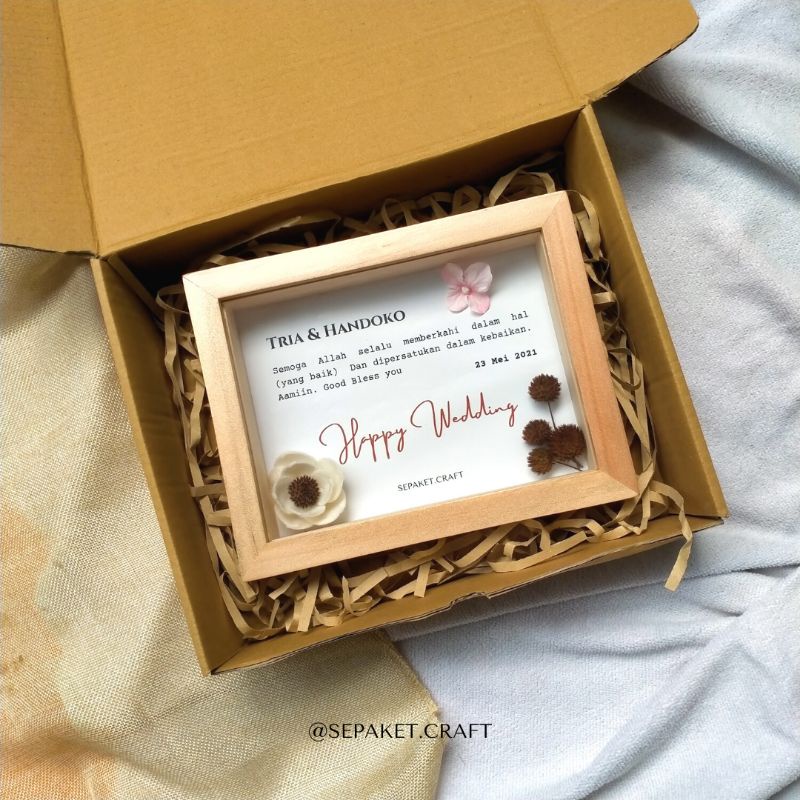 TRIA & HANDOKO
Semoga Allah selalu memberkahi dalam hal
(yang baik) Dan dipersatukan dalam kebaikan.
Aamiin. Good Bless you
23 Mei 2021
Happy Wedding
SEPAKET.CRAFT
@SEPAKET.CRAFT